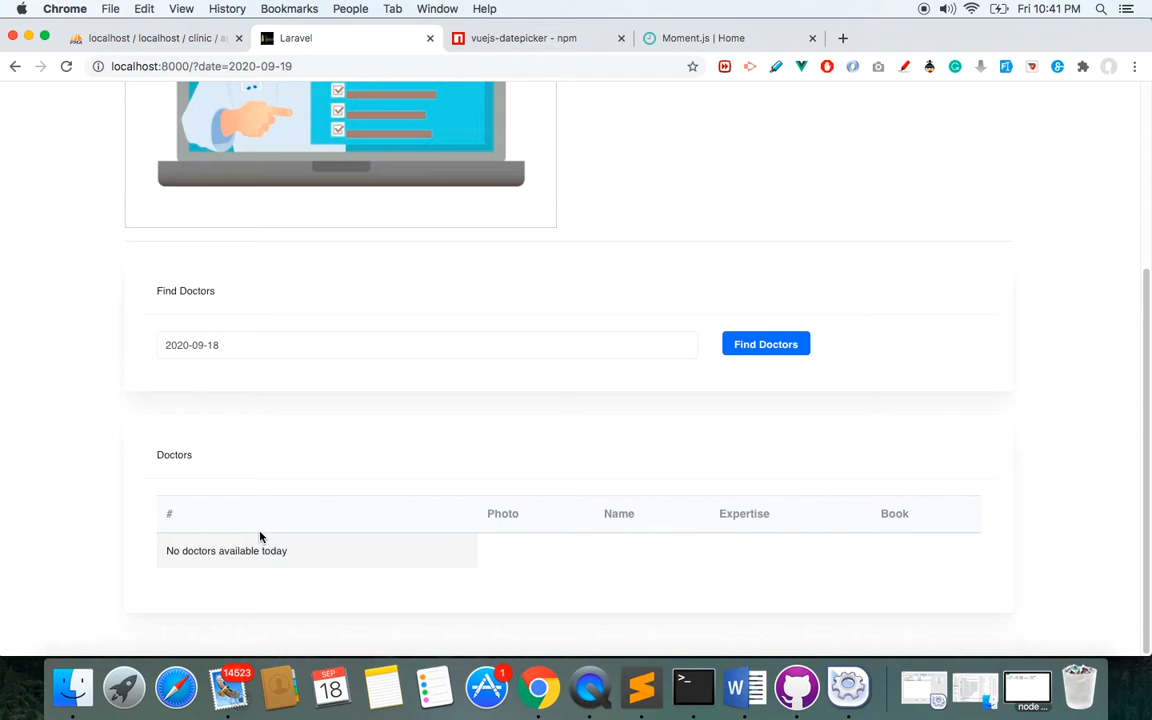 Chrome File Edit View History Bookmarks People Tab Window Help Fri 10:41 PM
localhost / localhost / clinic / a
Laravel
vuejs-datepicker - npm
Moment.js | Home
localhost:8000/?date=2020-09-19
Find Doctors
2020-09-18
Find Doctors
Doctors
# Photo Name Expertise Book
No doctors available today
14523
SEP
18
1
node ...